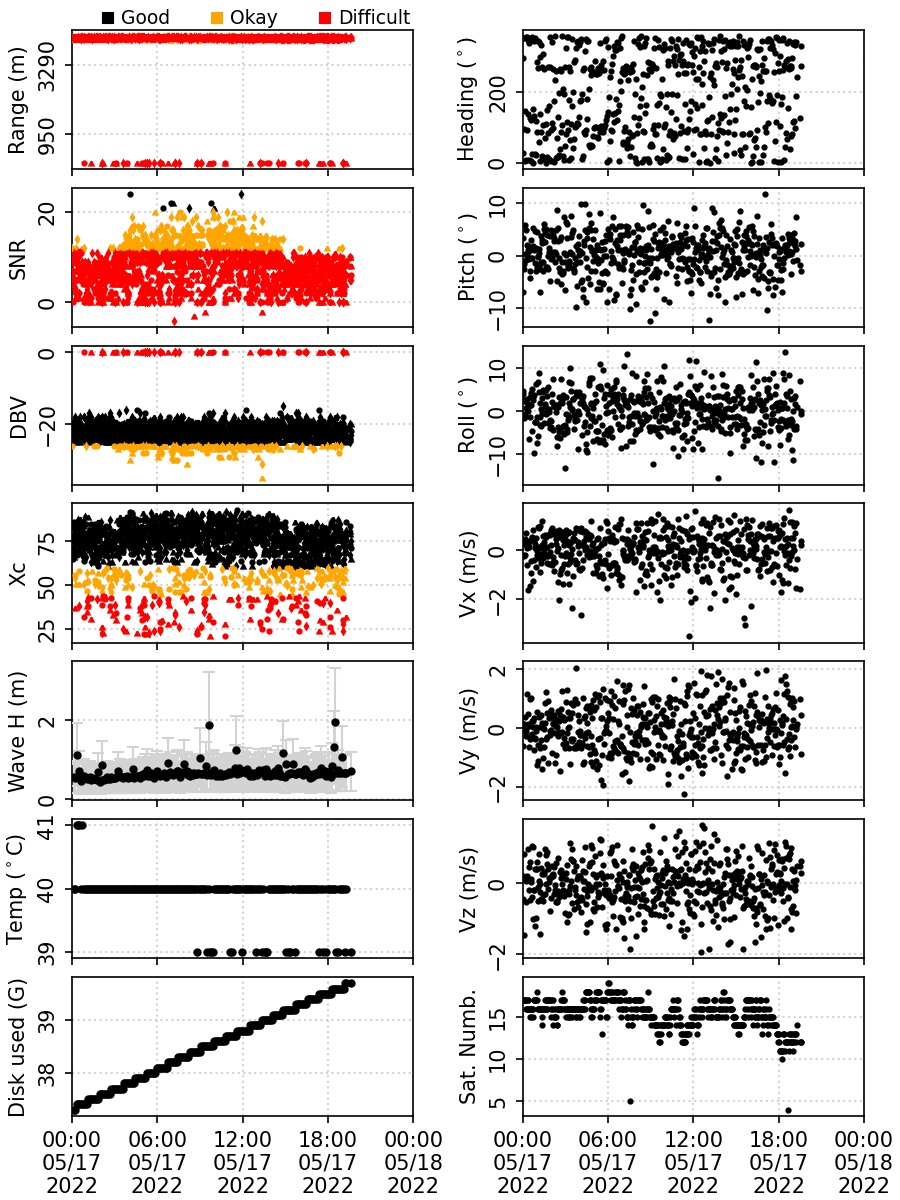 Good Okay Difficult
Range (m)
3290
950
Heading (°)
200
0
SNR
20
0
Pitch (°)
10
0
−10
DBV
0
−20
Roll (°)
10
0
−10
Xc
75
50
25
Vx (m/s)
0
−2
Wave H (m)
2
0
Vy (m/s)
2
0
−2
Temp (°C)
41
40
39
Vz (m/s)
0
−2
Disk used (G)
39
38
Sat. Numb.
15
10
5
00:00 06:00 12:00 18:00 00:00
05/17 05/17 05/17 05/17 05/18
2022 2022 2022 2022 2022
00:00 06:00 12:00 18:00 00:00
05/17 05/17 05/17 05/17 05/18
2022 2022 2022 2022 2022